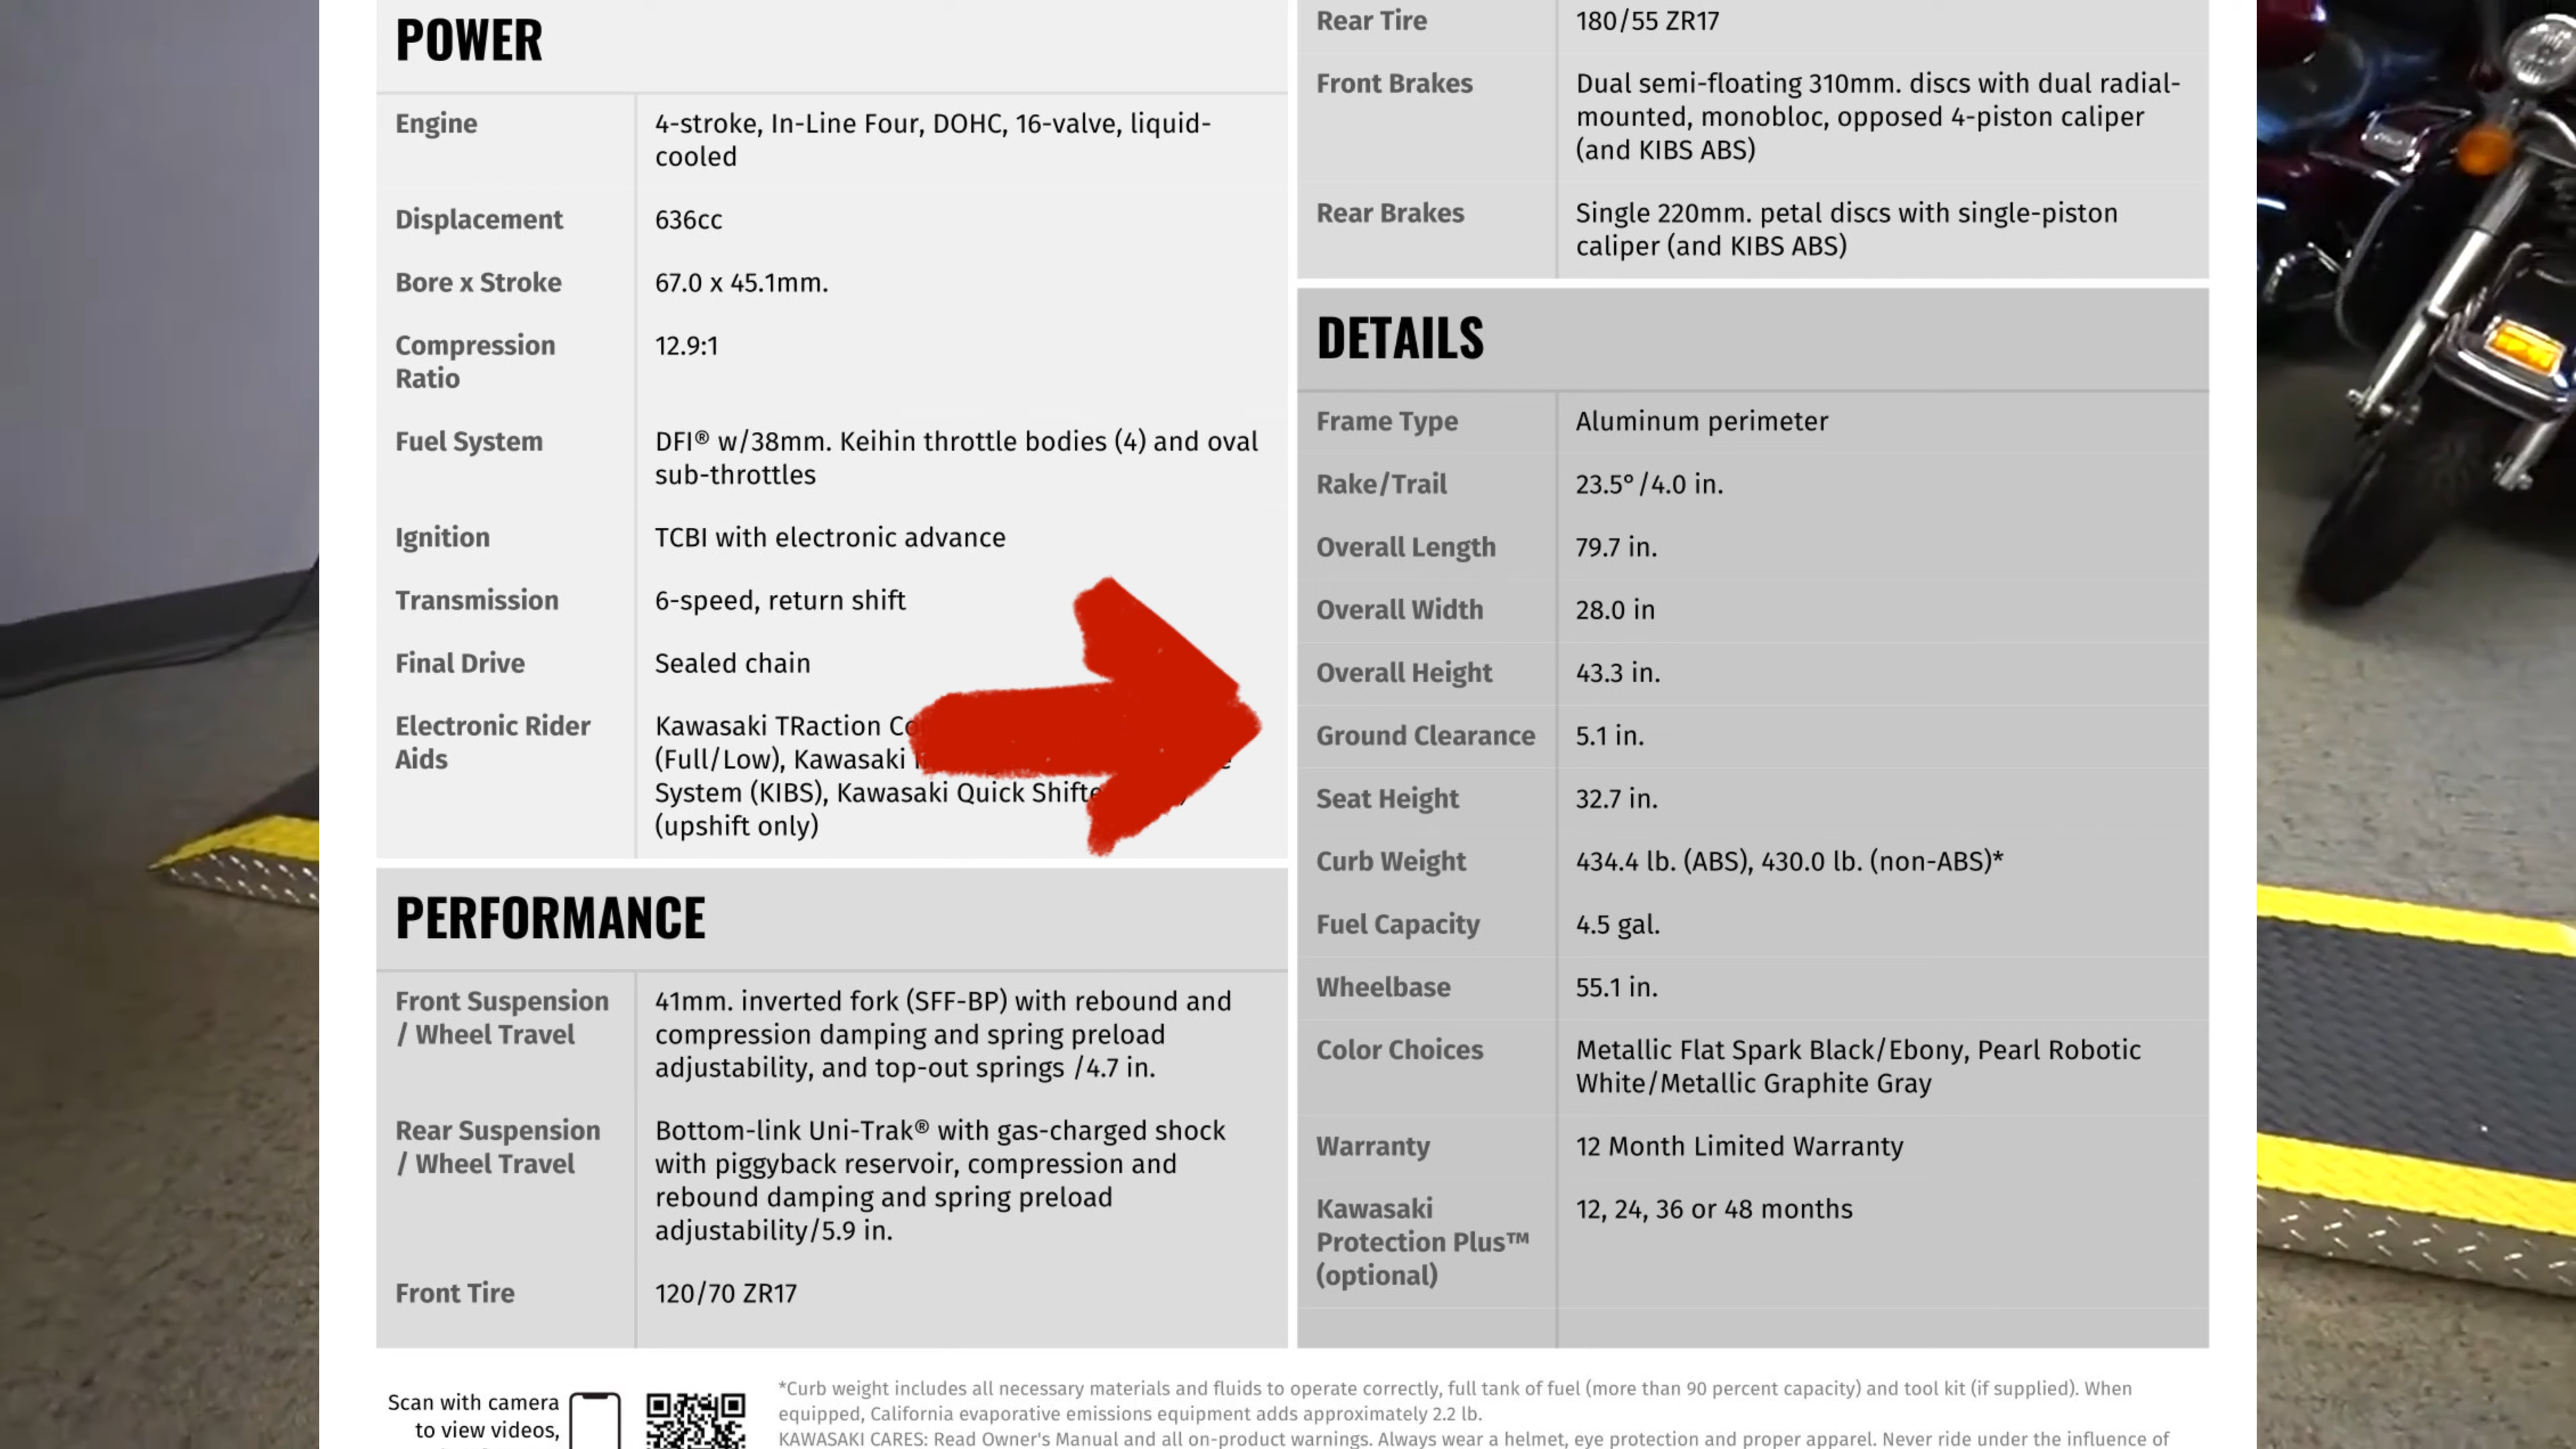 POWER
Engine
4-stroke, In-Line Four, DOHC, 16-valve, liquid-
cooled
Displacement
636cc
Bore x Stroke
67.0 x 45.1mm.
Compression
Ratio
12.9:1
Fuel System
DFI® w/38mm. Keihin throttle bodies (4) and oval
sub-throttles
Ignition
TCBI with electronic advance
Transmission
6-speed, return shift
Final Drive
Sealed chain
Electronic Rider
Aids
Kawasaki TRaction
(Full/Low), Kawasaki
System (KIBS), Kawasaki Quick
(upshift only)
PERFORMANCE
Front Suspension
/ Wheel Travel
41mm. inverted fork (SFF-BP) with rebound and
compression damping and spring preload
adjustability, and top-out springs /4.7 in.
Rear Suspension
/ Wheel Travel
Bottom-link Uni-Trak® with gas-charged shock
with piggyback reservoir, compression and
rebound damping and spring preload
adjustability/5.9 in.
Front Tire
120/70 ZR17
Rear Tire
180/55 ZR17
Front Brakes
Dual semi-floating 310mm. discs with dual radial-
mounted, monobloc, opposed 4-piston caliper
(and KIBS ABS)
Rear Brakes
Single 220mm. petal discs with single-piston
caliper (and KIBS ABS)
DETAILS
Frame Type
Aluminum perimeter
Rake/Trail
23.5° /4.0 in.
Overall Length
79.7 in.
Overall Width
28.0 in
Overall Height
43.3 in.
Ground Clearance
5.1 in.
Seat Height
32.7 in.
Curb Weight
434.4 lb. (ABS), 430.0 lb. (non-ABS)*
Fuel Capacity
4.5 gal.
Wheelbase
55.1 in.
Color Choices
Metallic Flat Spark Black/Ebony, Pearl Robotic
White/Metallic Graphite Gray
Warranty
12 Month Limited Warranty
Kawasaki
Protection Plus™
(optional)
12, 24, 36 or 48 months
Scan with camera
to view videos,
*Curb weight includes all necessary materials and fluids to operate correctly, full tank of fuel (more than 90 percent capacity) and tool kit (if supplied). When
equipped, California evaporative emissions equipment adds approximately 2.2 lb.
KAWASAKI CARES: Read Owner's Manual and all on-product warnings. Always wear a helmet, eye protection and proper apparel. Never ride under the influence of